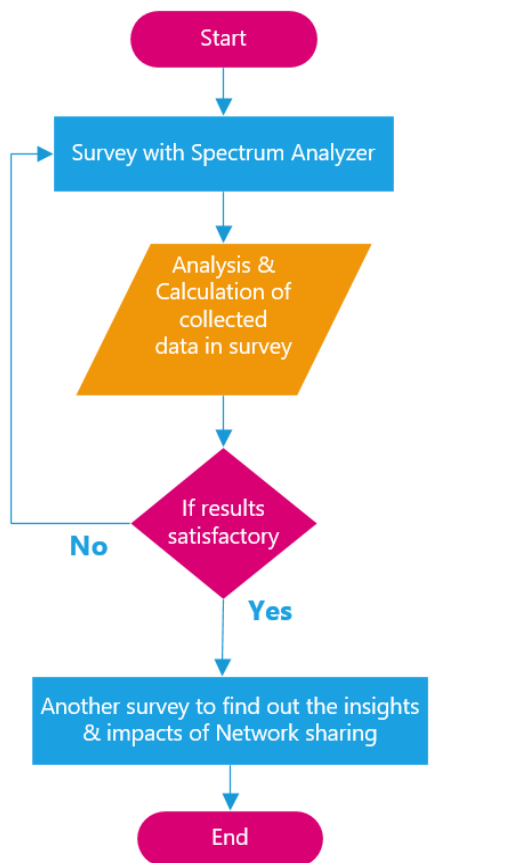 Start
Survey with Spectrum Analyzer
Analysis &
Calculation of
collected
data in survey
If results
satisfactory
No
Yes
Another survey to find out the insights
& impacts of Network sharing
End